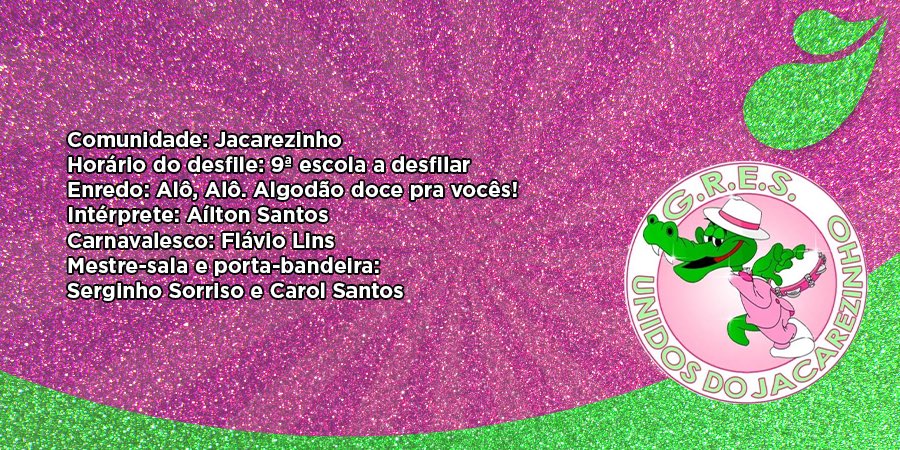 Comunidade: Jacarezinho
Horário do desfile: 9ª escola a desfilar
Enredo: Alô, Alô. Algodão doce pra vocês!
Intérprete: Aílton Santos
Carnavalesco: Flávio Lins
Mestre-sala e porta-bandeira:
Serginho Sorriso e Carol Santos
G.R.E.S.
UNIDOS DO JACAREZINHO